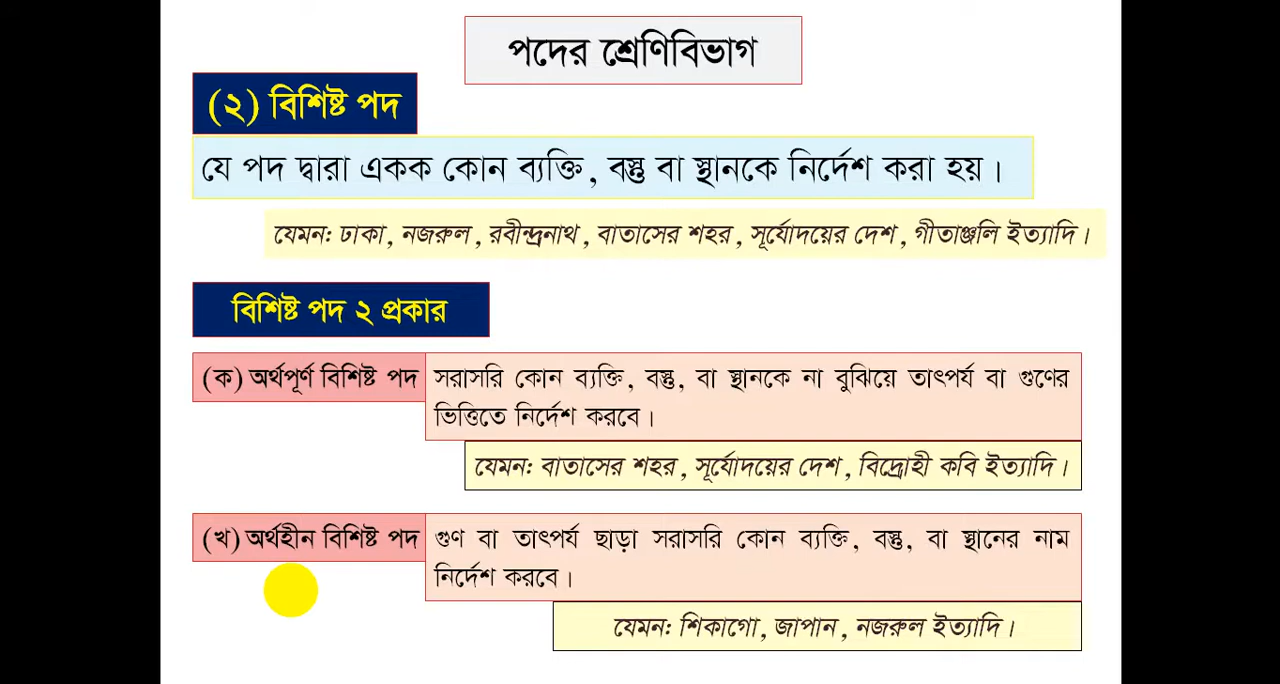 পদের শ্রেণিবিভাগ
(২) বিশিষ্ট পদ
যে পদ দ্বারা একক কোন ব্যক্তি, বস্তু বা স্থানকে নির্দেশ করা হয়।
যেমন: ঢাকা, নজরুল, রবীন্দ্রনাথ, বাতাসের শহর, সূর্যোদয়ের দেশ, গীতাঞ্জলি ইত্যাদি।
বিশিষ্ট পদ ২ প্রকার
(ক) অর্থপূর্ণ বিশিষ্ট পদ
সরাসরি কোন ব্যক্তি, বস্তু, বা স্থানকে না বুঝিয়ে তাৎপর্য বা গুণের
ভিত্তিতে নির্দেশ করবে।
যেমন: বাতাসের শহর, সূর্যোদয়ের দেশ, বিদ্রোহী কবি ইত্যাদি।
(খ) অর্থহীন বিশিষ্ট পদ
গুণ বা তাৎপর্য ছাড়া সরাসরি কোন ব্যক্তি, বস্তু, বা স্থানের নাম
নির্দেশ করবে।
যেমন: শিকাগো, জাপান, নজরুল ইত্যাদি।